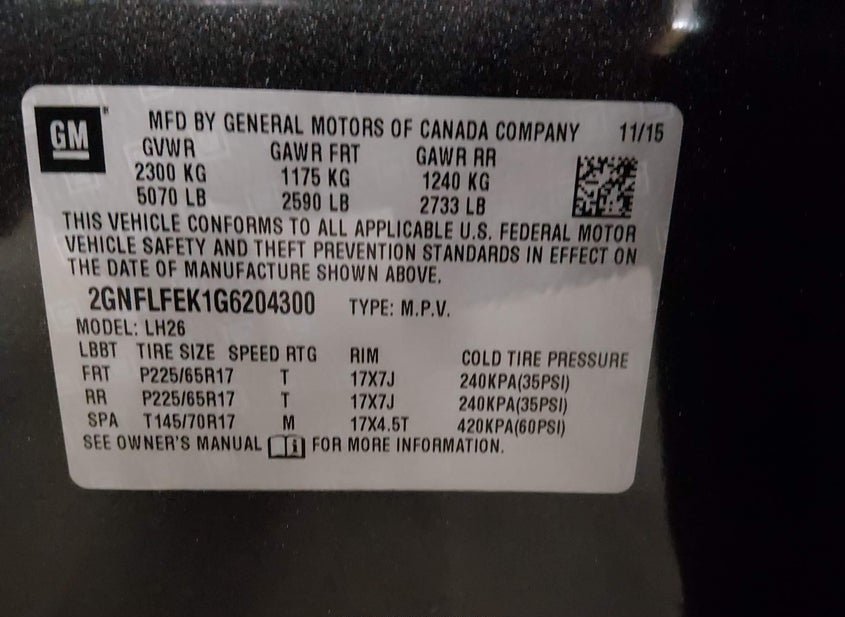 GM
MFD BY GENERAL MOTORS OF CANADA COMPANY 11/15
GVWR GAWR FRT GAWR RR
2300 KG 1175 KG 1240 KG
5070 LB 2590 LB 2733 LB
THIS VEHICLE CONFORMS TO ALL APPLICABLE U.S. FEDERAL MOTOR
VEHICLE SAFETY AND THEFT PREVENTION STANDARDS IN EFFECT ON
THE DATE OF MANUFACTURE SHOWN ABOVE.
2GNFLFEK1G6204300 TYPE: M.P.V.
MODEL: LH26
LBBT TIRE SIZE SPEED RTG RIM COLD TIRE PRESSURE
FRT P225/65R17 T 17X7J 240KPA(35PSI)
RR P225/65R17 T 17X7J 240KPA(35PSI)
SPA T145/70R17 M 17X4.5T 420KPA(60PSI)
SEE OWNER'S MANUAL i FOR MORE INFORMATION.